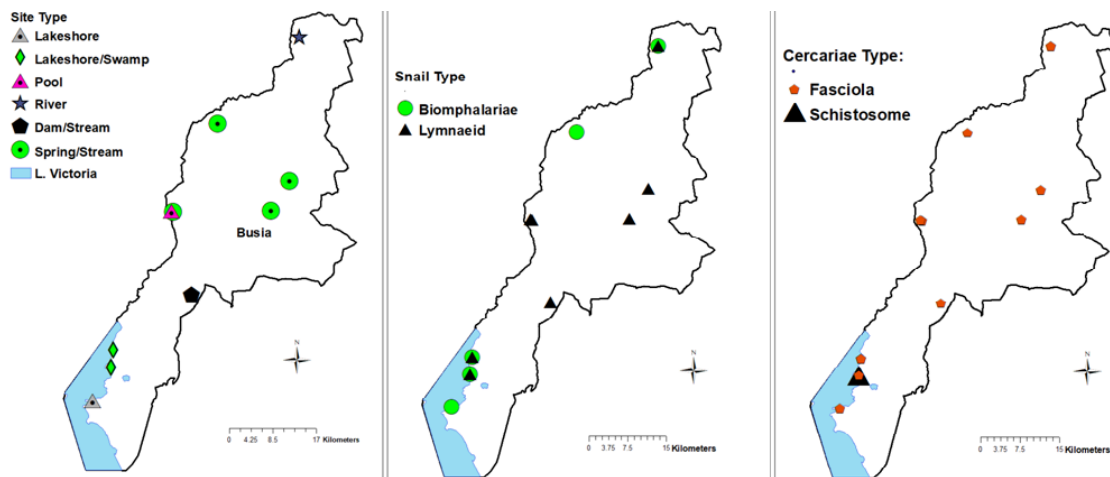 Site Type
Lakeshore
Lakeshore/Swamp
Pool
River
Dam/Stream
Spring/Stream
L. Victoria
Busia
N
0 4.25 8.5 17 Kilometers
Snail Type
Biomphalariae
Lymnaeid
N
0 3.75 7.5 15 Kilometers
Cercariae Type:
Fasciola
Schistosome
N
0 3.75 7.5 15 Kilometers